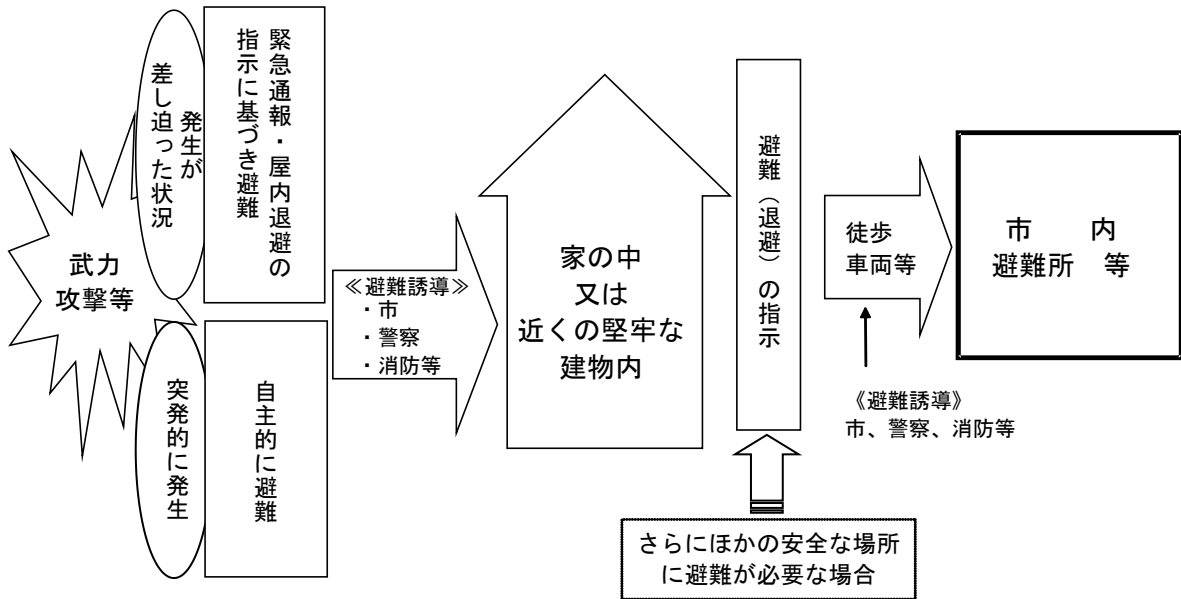 武力
攻撃等
発生が
差し迫った状況
緊急通報・屋内退避の
指示に基づき避難
突発的に発生
自主的に避難
≪避難誘導≫
・市
・警察
・消防等
家の中
又は
近くの堅牢な
建物内
避難（退避）の指示
さらにほかの安全な場所
に避難が必要な場合
徒歩
車両等
《避難誘導》
市、警察、消防等
市　　内
避難所　等